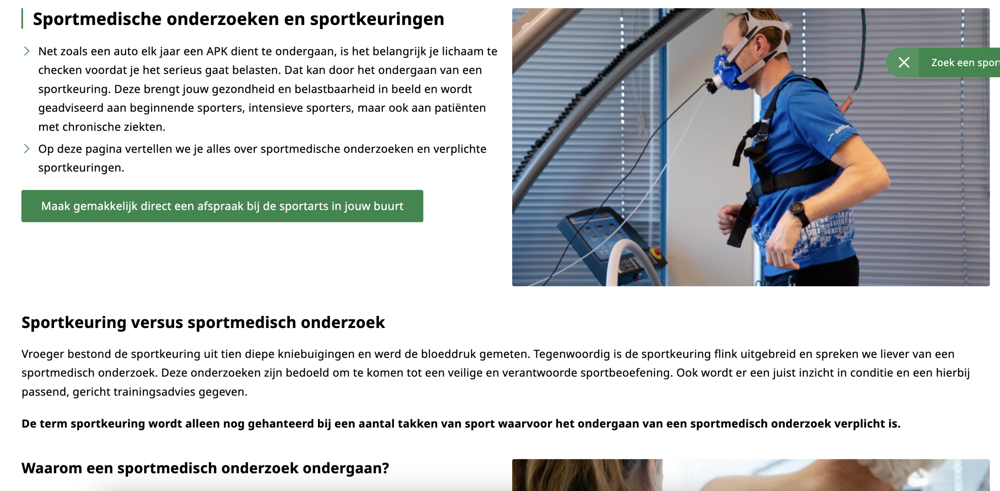 Sportmedische onderzoeken en sportkeuringen
Net zoals een auto elk jaar een APK dient te ondergaan, is het belangrijk je lichaam te
checken voordat je het serieus gaat belasten. Dat kan door het ondergaan van een
sportkeuring. Deze brengt jouw gezondheid en belastbaarheid in beeld en wordt
geadviseerd aan beginnende sporters, intensieve sporters, maar ook aan patiënten
met chronische ziekten.
Op deze pagina vertellen we je alles over sportmedische onderzoeken en verplichte
sportkeuringen.
Maak gemakkelijk direct een afspraak bij de sportarts in jouw buurt
Zoek een sport
Sportkeuring versus sportmedisch onderzoek
Vroeger bestond de sportkeuring uit tien diepe kniebuigingen en werd de bloeddruk gemeten. Tegenwoordig is de sportkeuring flink uitgebreid en spreken we liever van een
sportmedisch onderzoek. Deze onderzoeken zijn bedoeld om te komen tot een veilige en verantwoorde sportbeoefening. Ook wordt er een juist inzicht in conditie en een hierbij
passend, gericht trainingsadvies gegeven.
De term sportkeuring wordt alleen nog gehanteerd bij een aantal takken van sport waarvoor het ondergaan van een sportmedisch onderzoek verplicht is.
Waarom een sportmedisch onderzoek ondergaan?